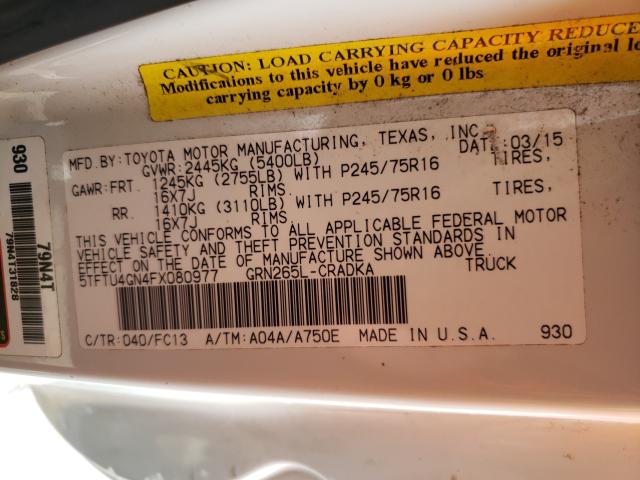 CAUTION: LOAD CARRYING CAPACITY REDUCE
Modifications to this vehicle have reduced the original lo
carrying capacity by 0 kg or 0 lbs
MFD.BY:TOYOTA MOTOR MANUFACTURING, TEXAS, INC. DATE: 03/15
GVWR: 2445KG (5400LB)
GAWR:FRT. 1245KG (2755LB) WITH P245/75R16 TIRES,
16X7J RIMS.
RR. 1410KG (3110LB) WITH P245/75R16 TIRES,
16X7J RIMS.
THIS VEHICLE CONFORMS TO ALL APPLICABLE FEDERAL MOTOR
VEHICLE SAFETY AND THEFT PREVENTION STANDARDS IN
EFFECT ON THE DATE OF MANUFACTURE SHOWN ABOVE.
5TFTU4GN4FX080977 GRN265L-CRADKA TRUCK
C/TR:040/FC13 A/TM:A04A/A750E MADE IN U.S.A. 930
930
79N4T
79N4T31828